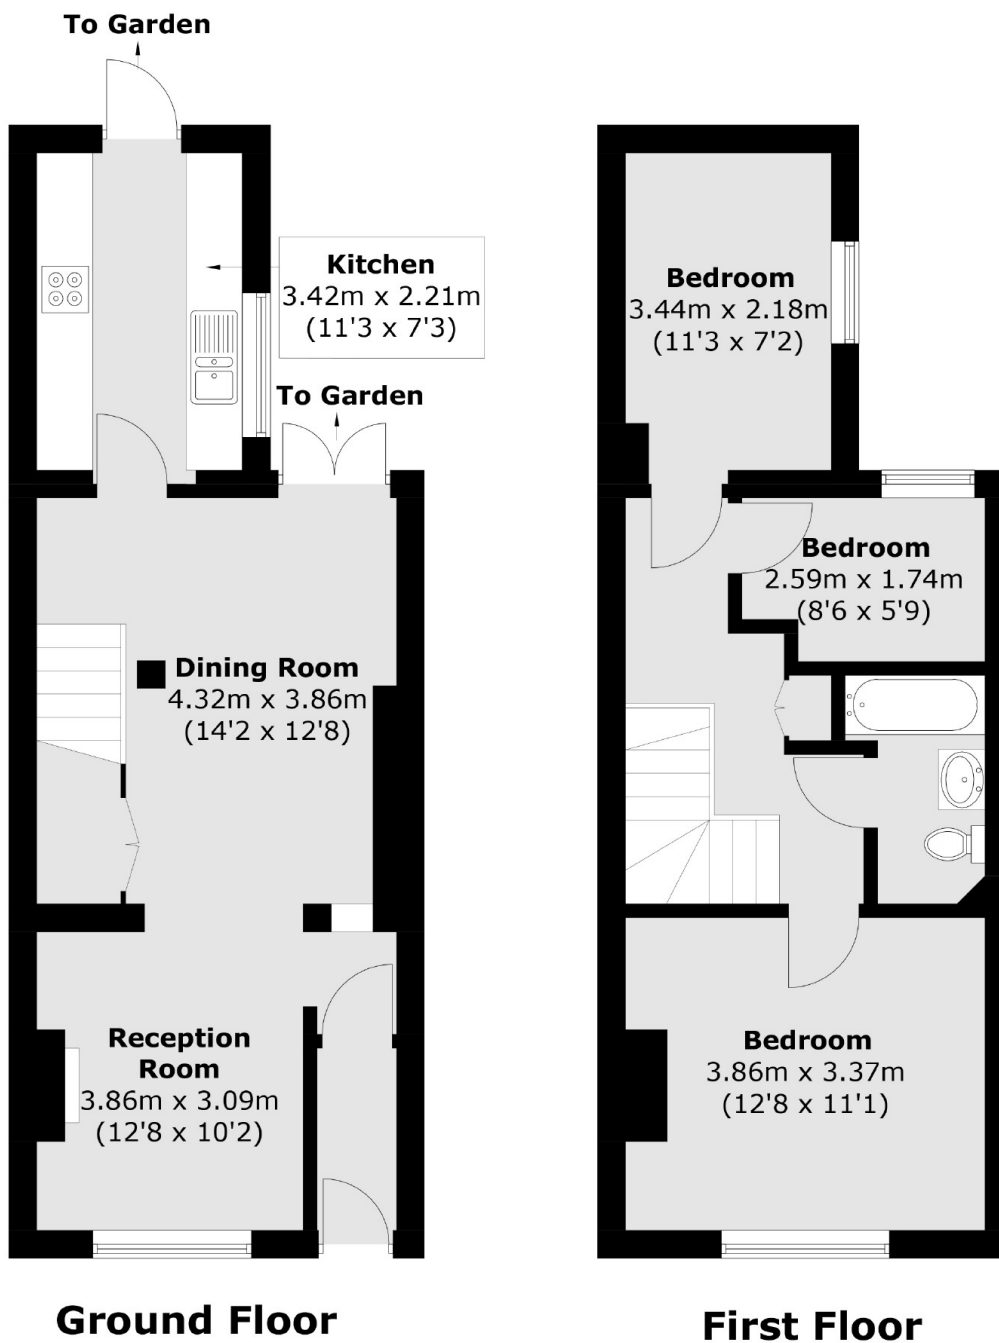 To Garden
Kitchen
3.42m x 2.21m
(11'3 x 7'3)
To Garden
Dining Room
4.32m x 3.86m
(14'2 x 12'8)
Reception
Room
3.86m x 3.09m
(12'8 x 10'2)
Ground Floor
Bedroom
3.44m x 2.18m
(11'3 x 7'2)
Bedroom
2.59m x 1.74m
(8'6 x 5'9)
Bedroom
3.86m x 3.37m
(12'8 x 11'1)
First Floor